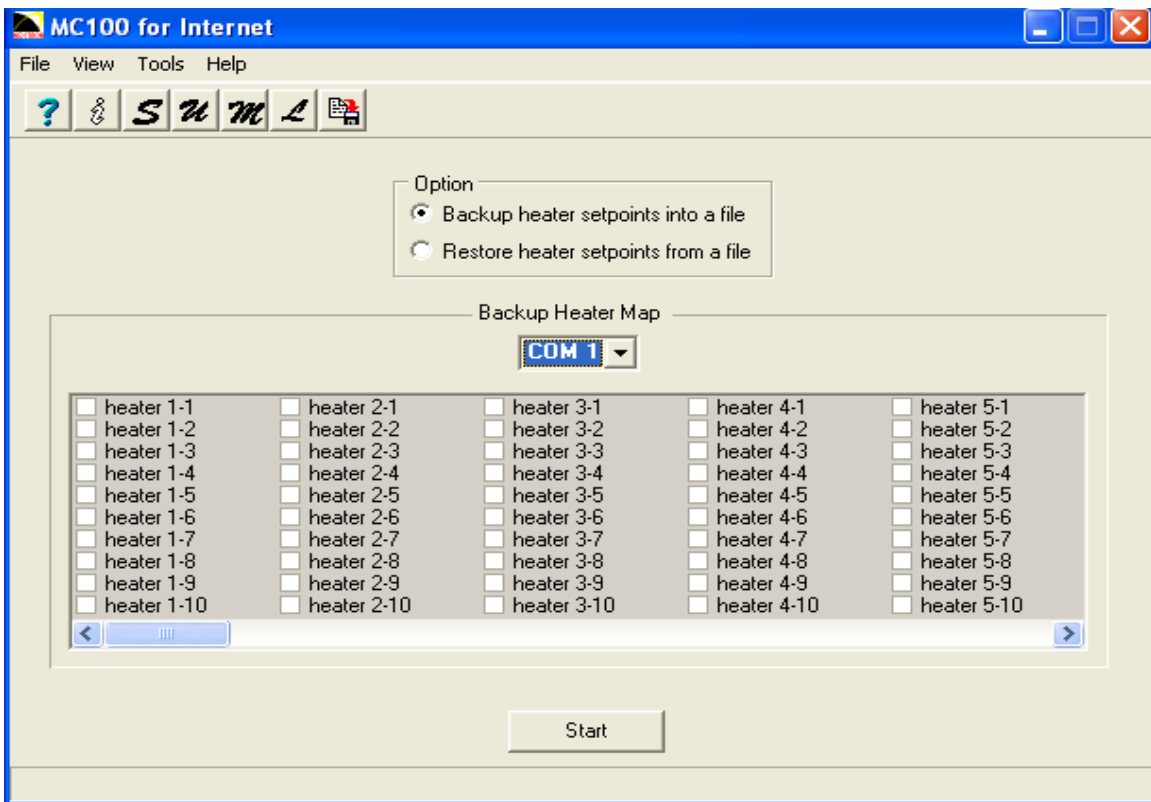 MC100 for Internet
File View Tools Help
? i S U M L
Option
Backup heater setpoints into a file
Restore heater setpoints from a file
Backup Heater Map
COM 1
heater 1-1 heater 2-1 heater 3-1 heater 4-1 heater 5-1
heater 1-2 heater 2-2 heater 3-2 heater 4-2 heater 5-2
heater 1-3 heater 2-3 heater 3-3 heater 4-3 heater 5-3
heater 1-4 heater 2-4 heater 3-4 heater 4-4 heater 5-4
heater 1-5 heater 2-5 heater 3-5 heater 4-5 heater 5-5
heater 1-6 heater 2-6 heater 3-6 heater 4-6 heater 5-6
heater 1-7 heater 2-7 heater 3-7 heater 4-7 heater 5-7
heater 1-8 heater 2-8 heater 3-8 heater 4-8 heater 5-8
heater 1-9 heater 2-9 heater 3-9 heater 4-9 heater 5-9
heater 1-10 heater 2-10 heater 3-10 heater 4-10 heater 5-10
Start